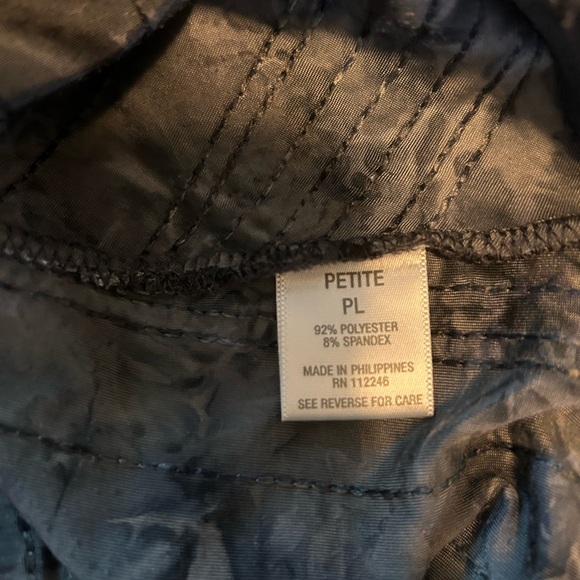 PETITE
PL
92% POLYESTER
8% SPANDEX
MADE IN PHILIPPINES
RN 112246
SEE REVERSE FOR CARE